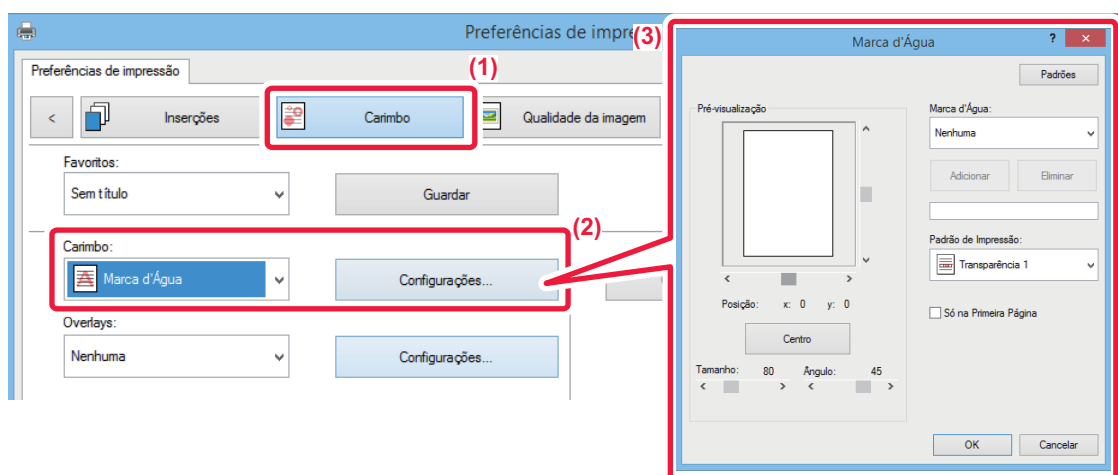 Preferências de impre
(3)
Preferências de impressão
(1)
<
Inserções
Carimbo
Qualidade da imagem
Favoritos:
Sem título
Guardar
(2)
Carimbo:
Marca d'Água
Configurações...
Overlays:
Nenhuma
Configurações...
Marca d'Água
?
×
Padrões
Pré-visualização
Marca d'Água:
Nenhuma
Adicionar
Eliminar
Padrão de Impressão:
Transparência 1
Posição: x: 0 y: 0
Só na Primeira Página
Centro
Tamanho: 80 Ângulo: 45
< > < >
OK
Cancelar